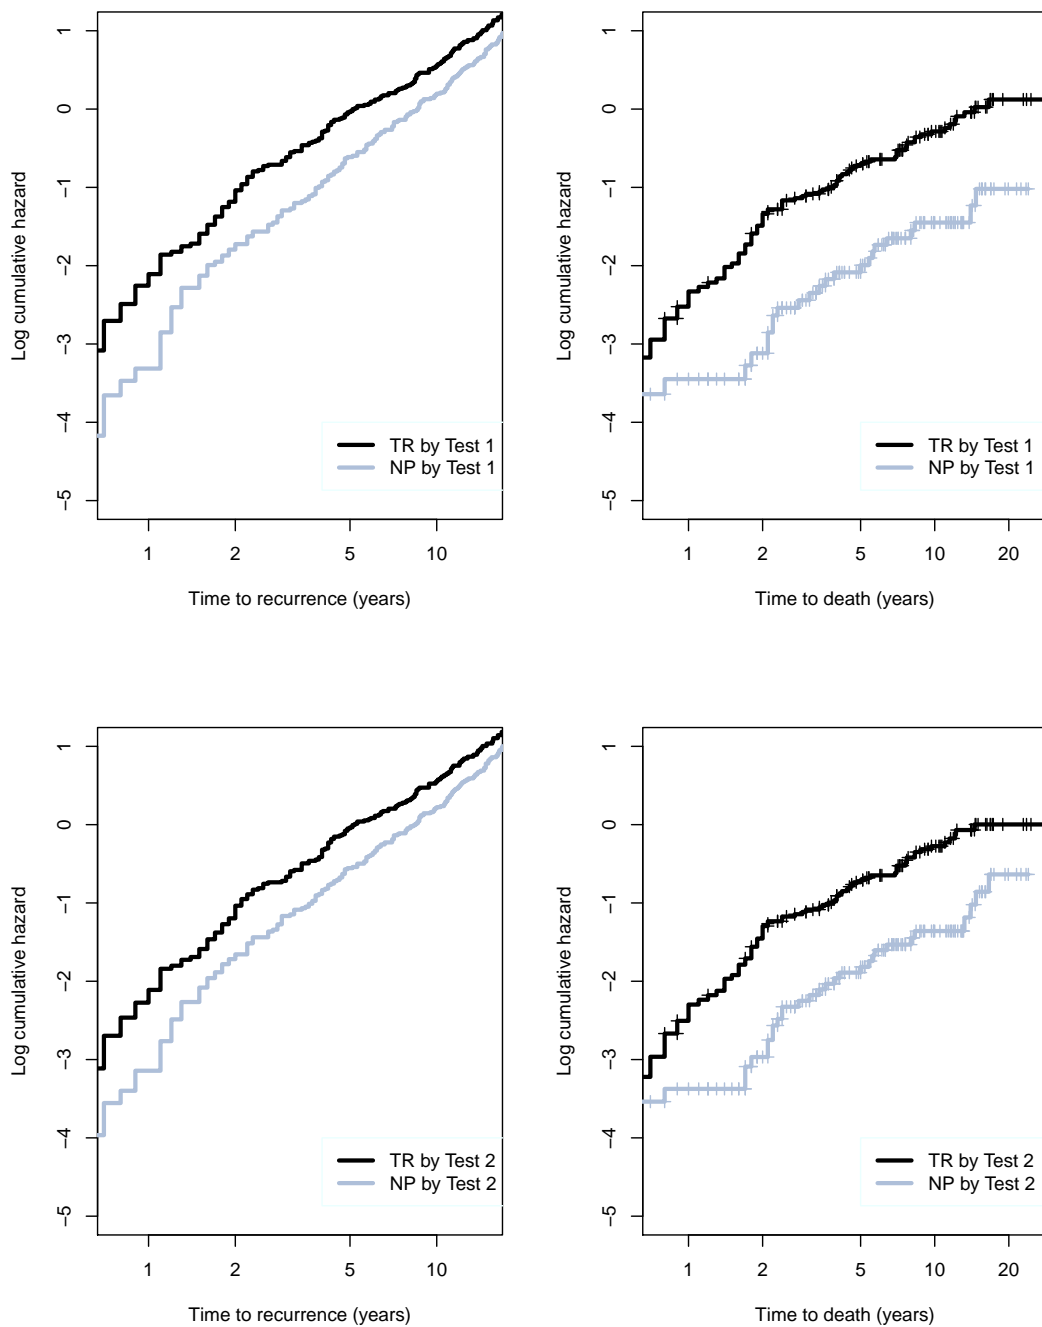 Log cumulative hazard
1
0
−1
−2
−3
−4
−5
TR by Test 1
NP by Test 1
1 2 5 10
Time to recurrence (years)
Log cumulative hazard
1
0
−1
−2
−3
−4
−5
TR by Test 1
NP by Test 1
1 2 5 10 20
Time to death (years)
Log cumulative hazard
1
0
−1
−2
−3
−4
−5
TR by Test 2
NP by Test 2
1 2 5 10
Time to recurrence (years)
Log cumulative hazard
1
0
−1
−2
−3
−4
−5
TR by Test 2
NP by Test 2
1 2 5 10 20
Time to death (years)